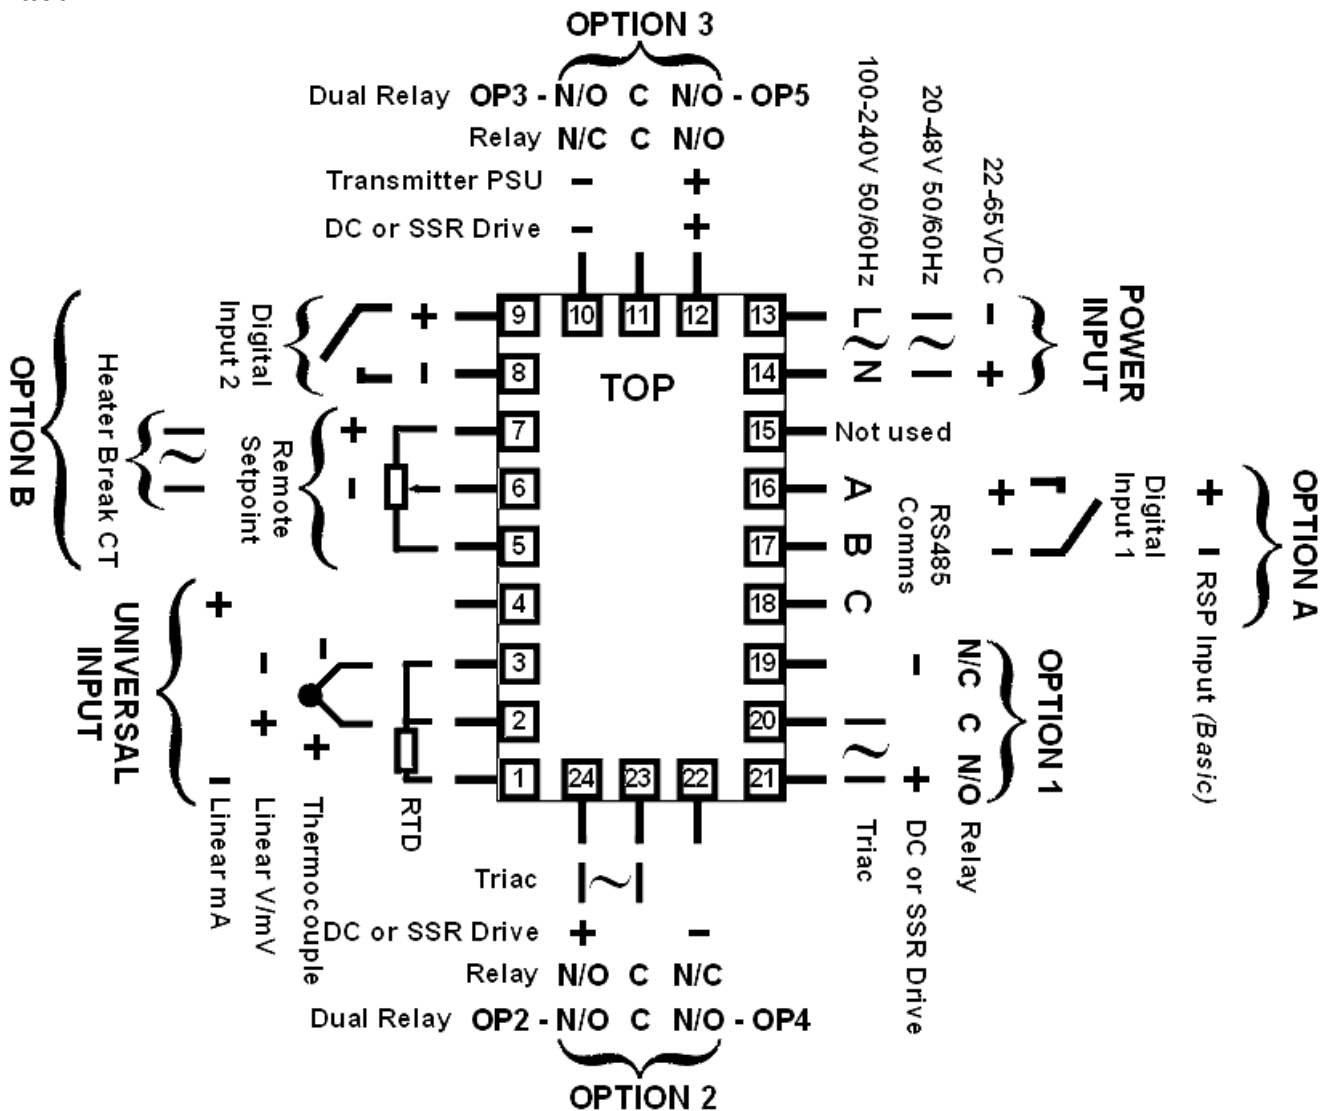 OPTION 3
Dual Relay OP3 - N/O C N/O - OP5
Relay N/C C N/O
Transmitter PSU - +
DC or SSR Drive - +
100-240V 50/60Hz
20-48V 50/60Hz
22-65VDC
POWER
INPUT
L ~ N
~
- +
OPTION B
Digital
Input 2
+ -
Heater Break CT
~
Remote
Setpoint
+ -
9 10 11 12 13
8 TOP 14
7 15 Not used
6 16 A
5 17 B
4 18 C
3 19
2 20
1 24 23 22 21
RS485
Comms
+ -
Digital
Input 1
+ - RSP Input (Basic)
OPTION A
UNIVERSAL
INPUT
+ - Linear mA
- + Linear V/mV
- + Thermocouple
RTD
~ Triac
- + DC or SSR Drive
N/C C N/O Relay
OPTION 1
Triac ~
DC or SSR Drive + -
Relay N/O C N/C
Dual Relay OP2 - N/O C N/O - OP4
OPTION 2